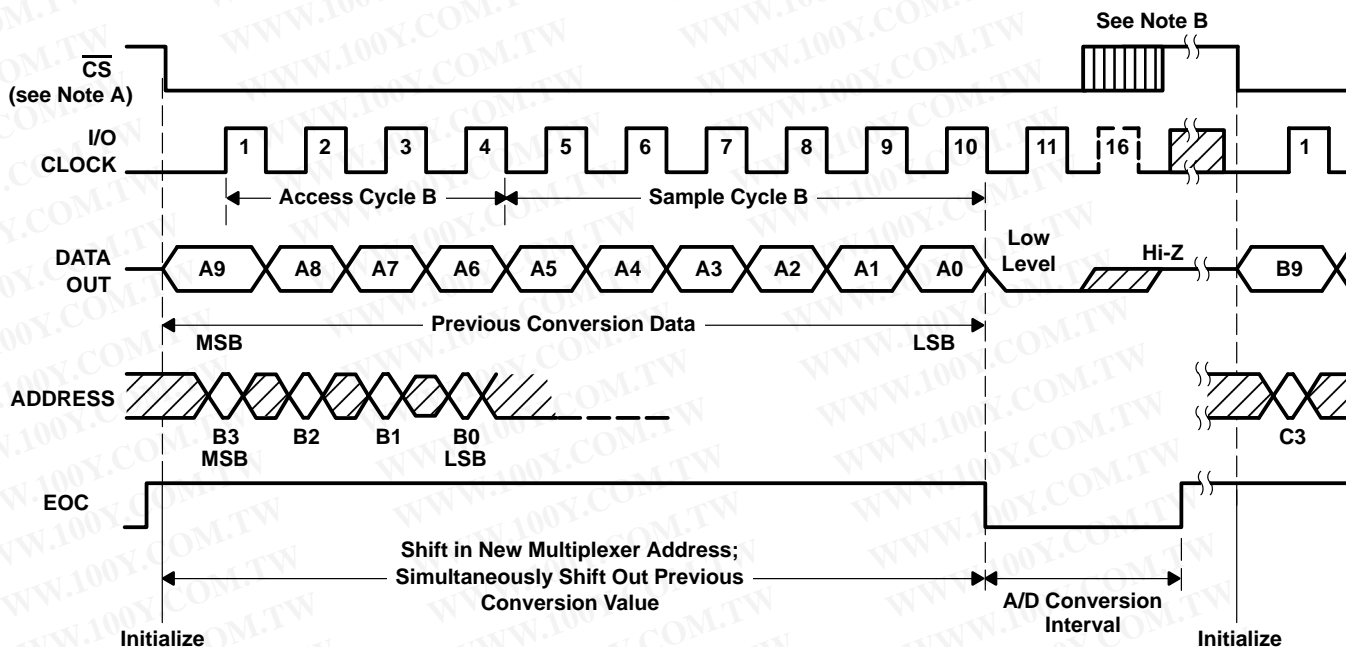 See Note B
CS
(see Note A)
I/O
CLOCK
1 2 3 4 5 6 7 8 9 10 11 16 1
Access Cycle B
Sample Cycle B
DATA
OUT
A9 A8 A7 A6 A5 A4 A3 A2 A1 A0
Low
Level
Hi-Z
B9
Previous Conversion Data
MSB
LSB
ADDRESS
B3
MSB
B2
B1
B0
LSB
C3
EOC
Shift in New Multiplexer Address;
Simultaneously Shift Out Previous
Conversion Value
A/D Conversion
Interval
Initialize
Initialize
WWW.100Y.COM.TW